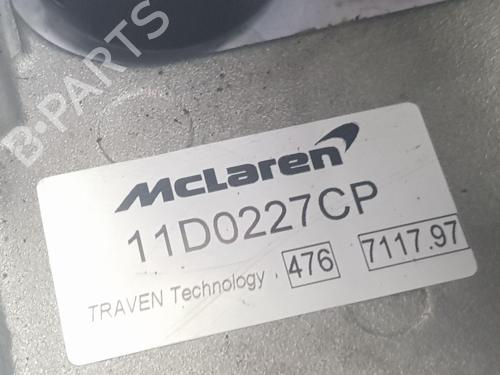 B-PARTS
McLaren
11D0227CP
TRAVEN Technology 476 7117.97